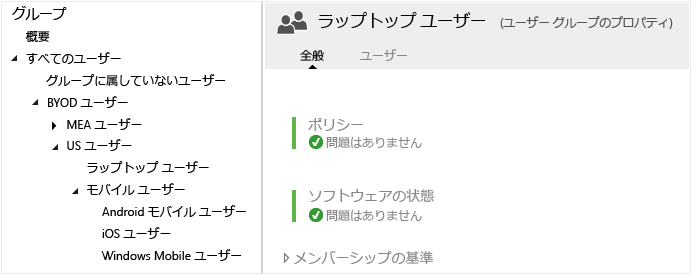 グループ
概要
すべてのユーザー
グループに属していないユーザー
BYOD ユーザー
MEA ユーザー
US ユーザー
ラップトップ ユーザー
モバイル ユーザー
Android モバイル ユーザー
iOS ユーザー
Windows Mobile ユーザー
ラップトップ ユーザー (ユーザー グループのプロパティ)
全般 ユーザー
ポリシー
問題はありません
ソフトウェアの状態
問題はありません
メンバーシップの基準